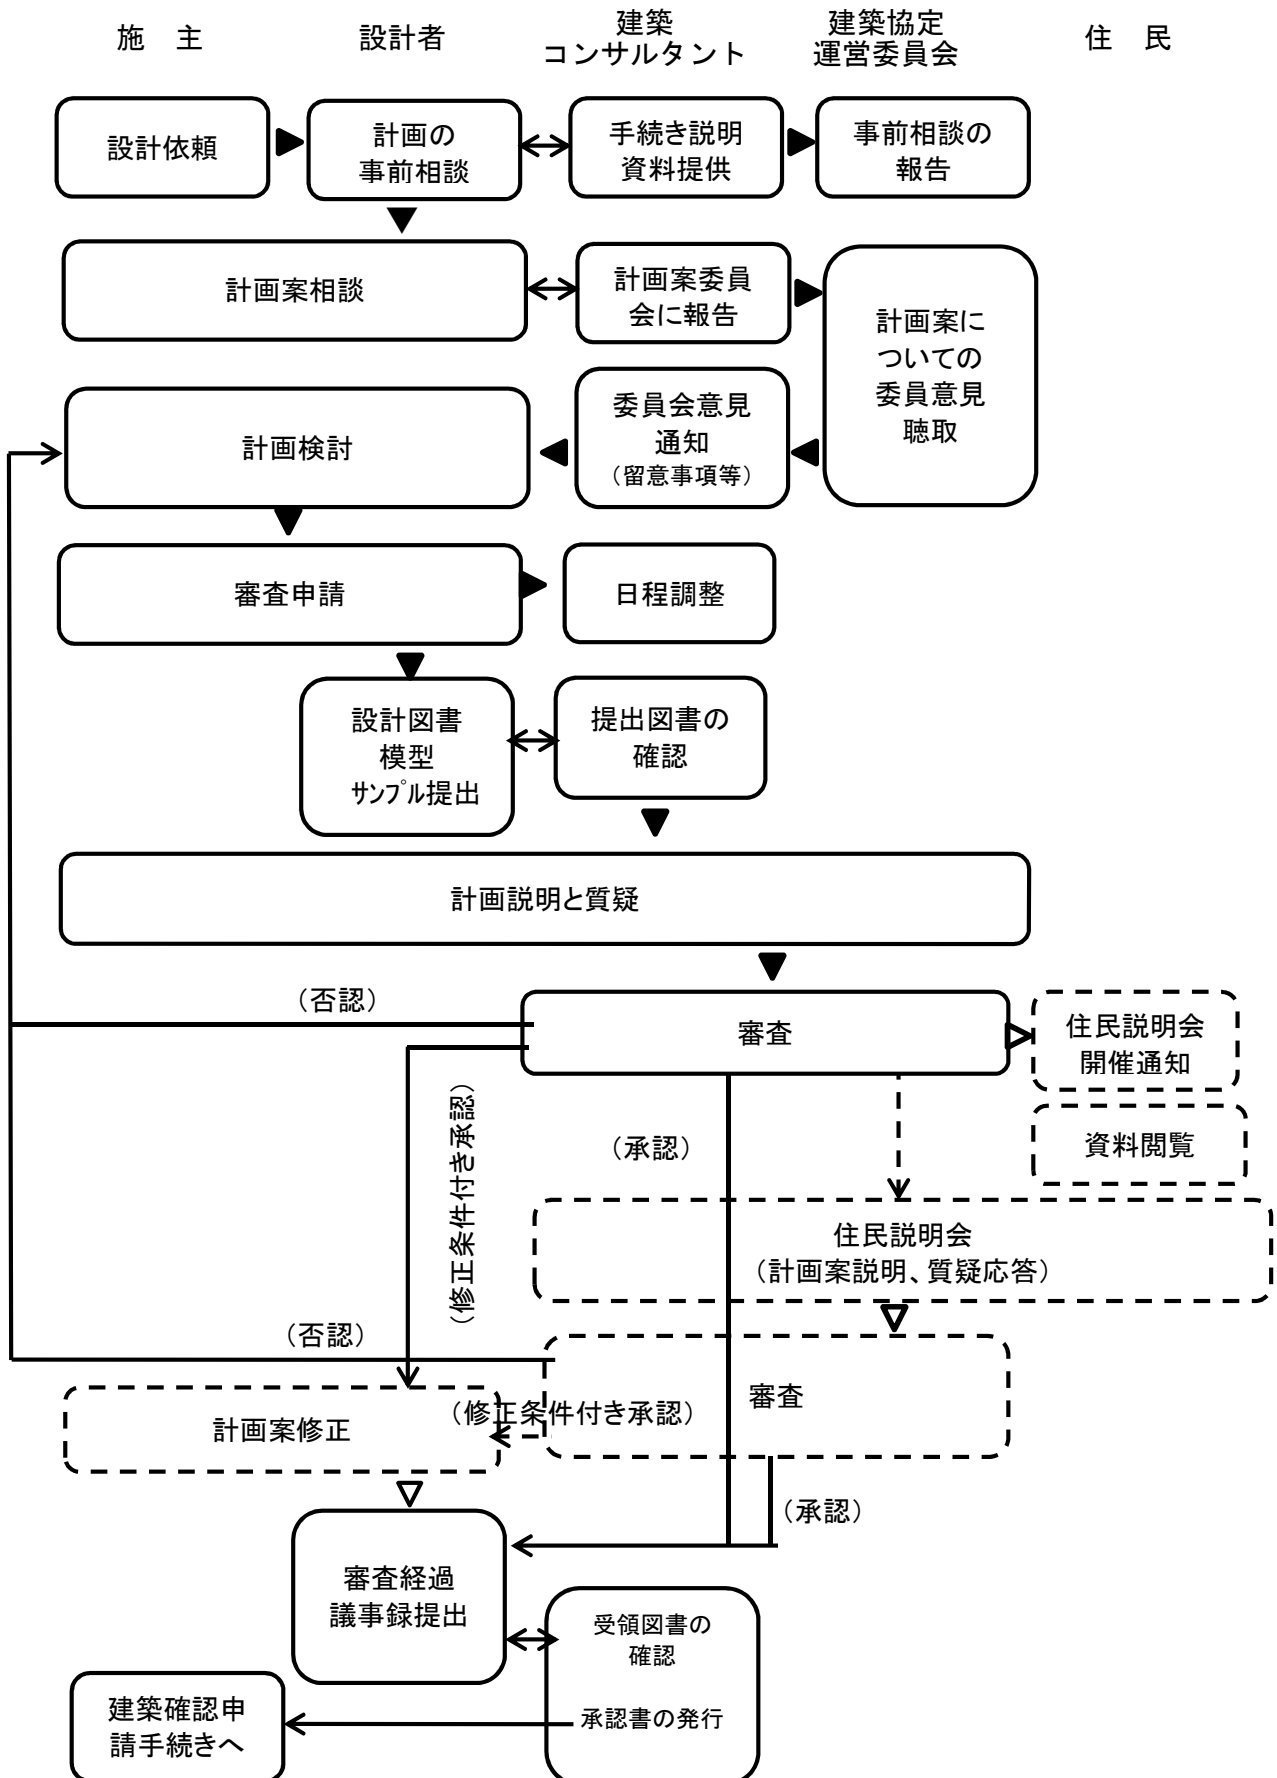 施　主
設計者
建築
コンサルタント
建築協定
運営委員会
住　民
設計依頼
計画の
事前相談
手続き説明
資料提供
事前相談の
報告
計画案相談
計画案委員
会に報告
計画案に
ついての
委員意見
聴取
計画検討
委員会意見
通知
（留意事項等）
審査申請
日程調整
設計図書
模型
サンプル提出
提出図書の
確認
計画説明と質疑
（否認）
審査
住民説明会
開催通知
（修正条件付き承認）
（承認）
資料閲覧
住民説明会
（計画案説明、質疑応答）
（否認）
審査
（修正条件付き承認）
計画案修正
（承認）
審査経過
議事録提出
受領図書の
確認
承認書の発行
建築確認申
請手続きへ